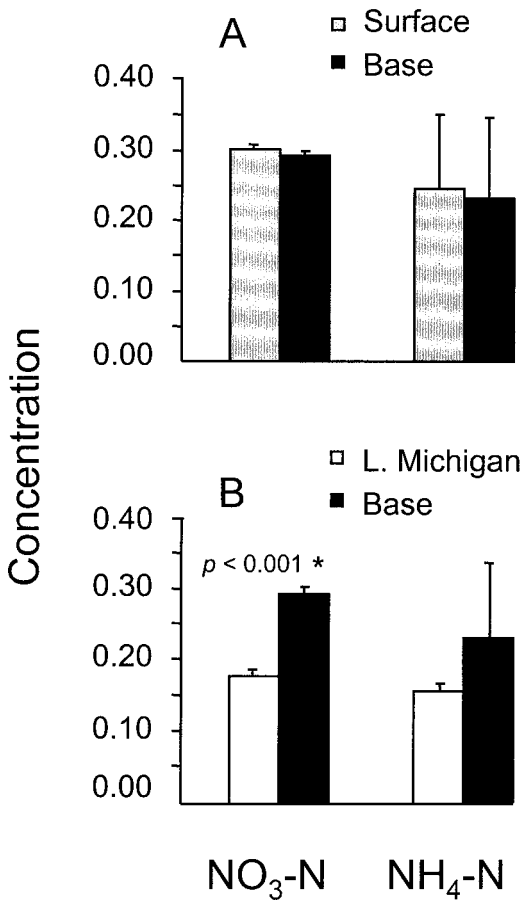 A
Surface
Base
0.40
0.30
0.20
0.10
0.00
Concentration
L. Michigan
B
Base
0.40
p < 0.001 *
0.30
0.20
0.10
0.00
NO₃-N
NH₄-N